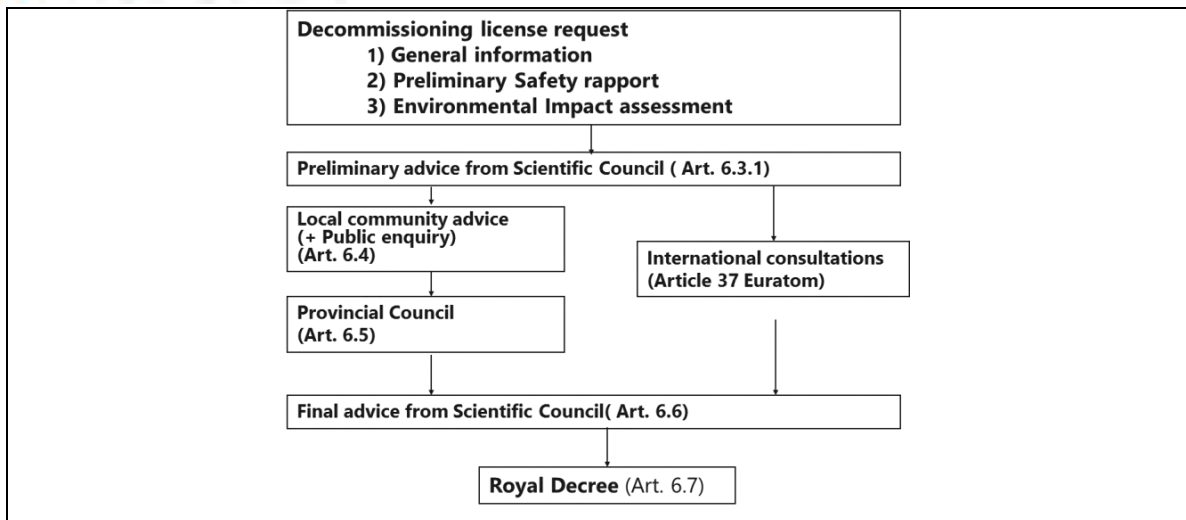 Decommissioning license request
1) General information
2) Preliminary Safety rapport
3) Environmental Impact assessment
Preliminary advice from Scientific Council ( Art. 6.3.1)
Local community advice
(+ Public enquiry)
(Art. 6.4)
International consultations
(Article 37 Euratom)
Provincial Council
(Art. 6.5)
Final advice from Scientific Council( Art. 6.6)
Royal Decree (Art. 6.7)